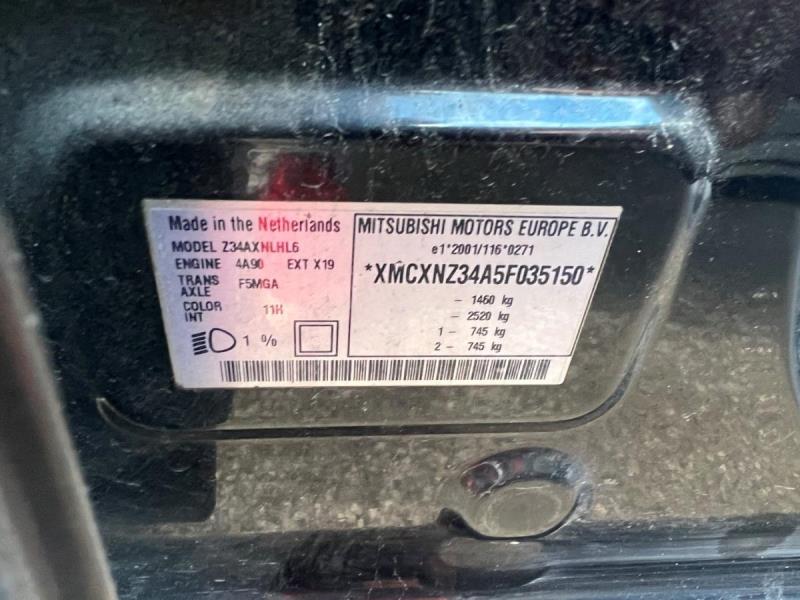 Made in the Netherlands
MODEL Z34AXNLHL6
ENGINE 4A90 EXT X19
TRANS AXLE F5MGA
COLOR INT 11H
1 %
MITSUBISHI MOTORS EUROPE B.V.
e1*2001/116*0271
*XMCXNZ34A5F035150*
- 1460 kg
- 2520 kg
1 - 745 kg
2 - 745 kg